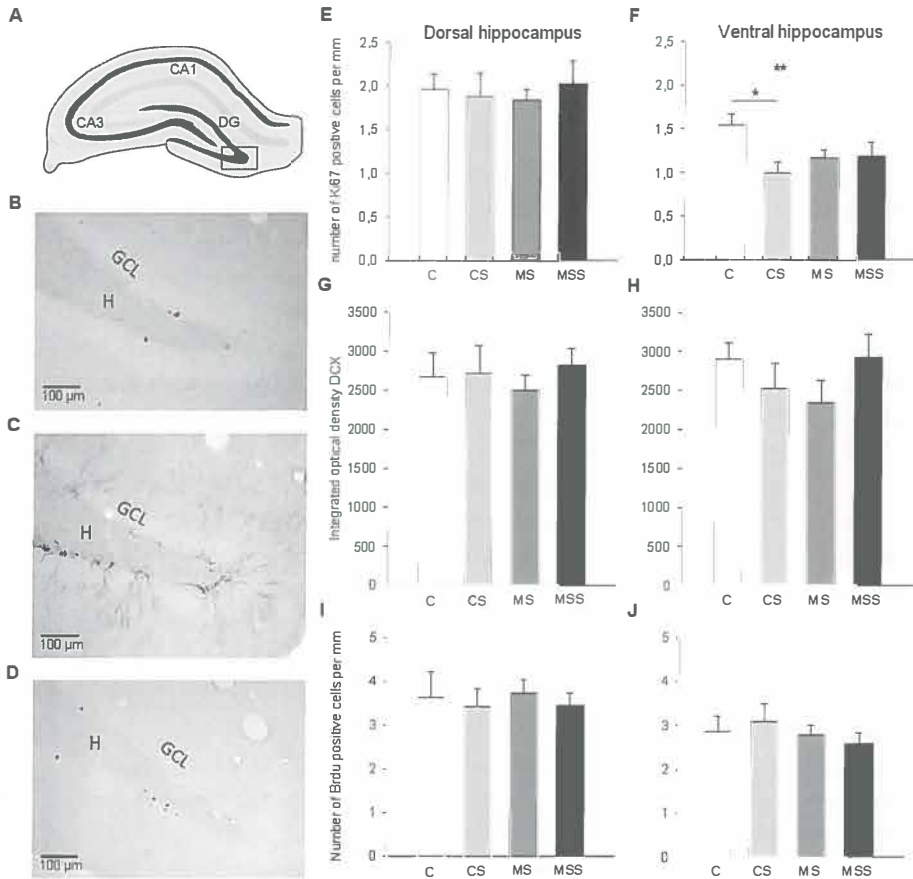 A
CA1
CA3
DG
B
GCL
H
100 µm
C
GCL
H
100 µm
D
H
GCL
100 µm
E
Dorsal hippocampus
number of Ki67 positive cells per mm
2,5
2,0
1,5
1,0
0,5
0,0
C CS MS MSS
F
Ventral hippocampus
2,5
2,0
1,5
1,0
0,5
0,0
* **
C CS MS MSS
G
Integrated optical density DCX
3500
3000
2500
2000
1500
1000
500
0
C CS MS MSS
H
3500
3000
2500
2000
1500
1000
500
0
C CS MS MSS
I
Number of Brdu positive cells per mm
5
4
3
2
1
0
C CS MS MSS
J
5
4
3
2
1
0
C CS MS MSS